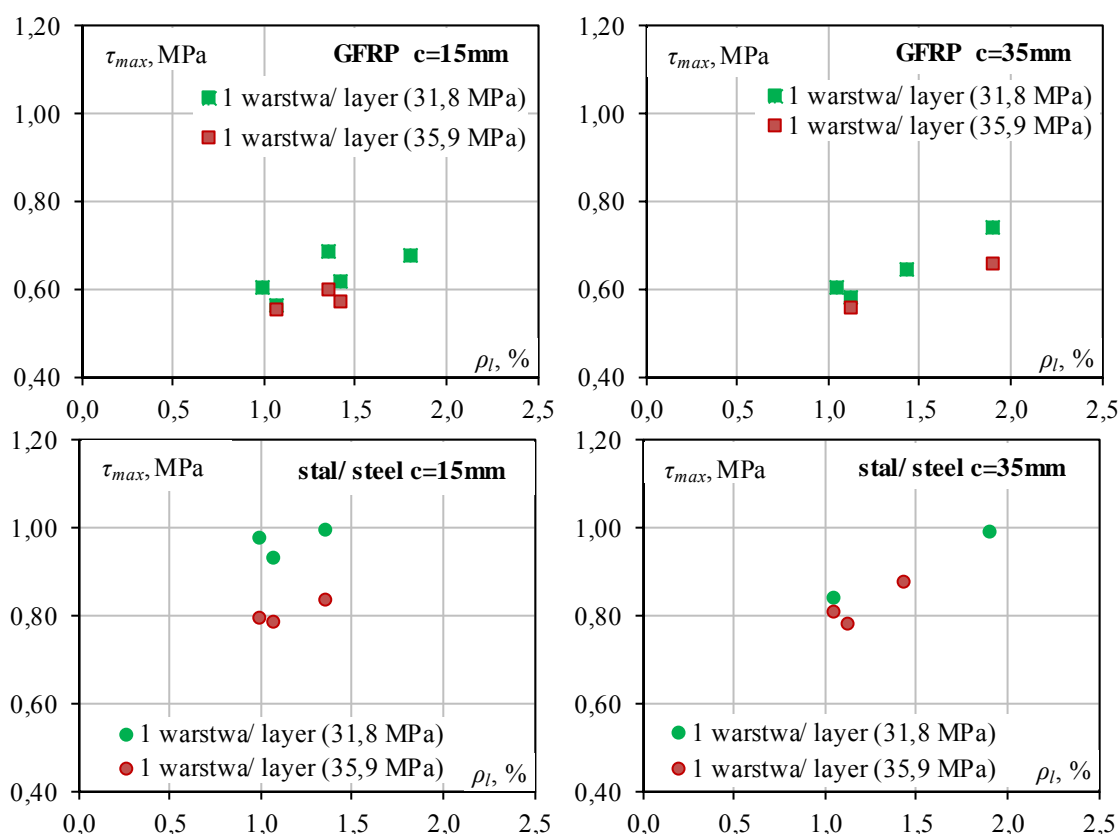 1,20
τmax, MPa
GFRP c=15mm
1 warstwa/ layer (31,8 MPa)
1,00
1 warstwa/ layer (35,9 MPa)
0,80
0,60
ρl, %
0,40
0,0 0,5 1,0 1,5 2,0 2,5
1,20
τmax, MPa
GFRP c=35mm
1 warstwa/ layer (31,8 MPa)
1,00
1 warstwa/ layer (35,9 MPa)
0,80
0,60
ρl, %
0,40
0,0 0,5 1,0 1,5 2,0 2,5
1,20
τmax, MPa
stal/ steel c=15mm
1,00
0,80
0,60
1 warstwa/ layer (31,8 MPa)
1 warstwa/ layer (35,9 MPa)
ρl, %
0,40
0,0 0,5 1,0 1,5 2,0 2,5
1,20
τmax, MPa
stal/ steel c=35mm
1,00
0,80
0,60
1 warstwa/ layer (31,8 MPa)
1 warstwa/ layer (35,9 MPa)
ρl, %
0,40
0,0 0,5 1,0 1,5 2,0 2,5